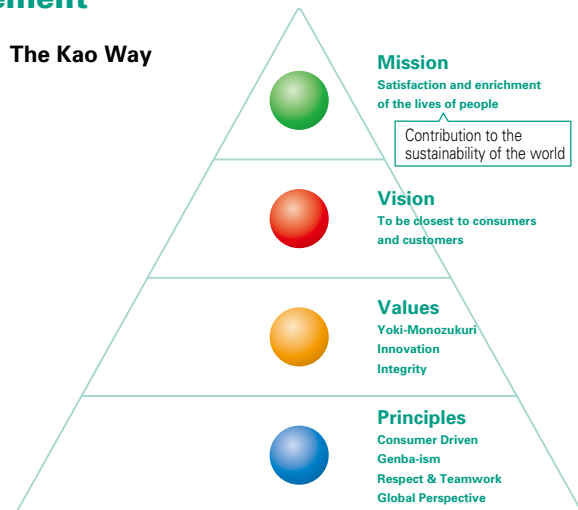 The Kao Way
Mission
Satisfaction and enrichment
of the lives of people
Contribution to the
sustainability of the world
Vision
To be closest to consumers
and customers
Values
Yoki-Monozukuri
Innovation
Integrity
Principles
Consumer Driven
Genba-ism
Respect & Teamwork
Global Perspective